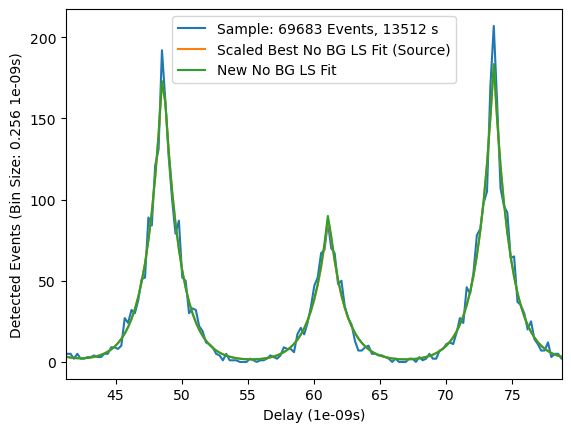 Sample: 69683 Events, 13512 s
Scaled Best No BG LS Fit (Source)
New No BG LS Fit
Detected Events (Bin Size: 0.256 1e-09s)
200
150
100
50
0
45 50 55 60 65 70 75
Delay (1e-09s)